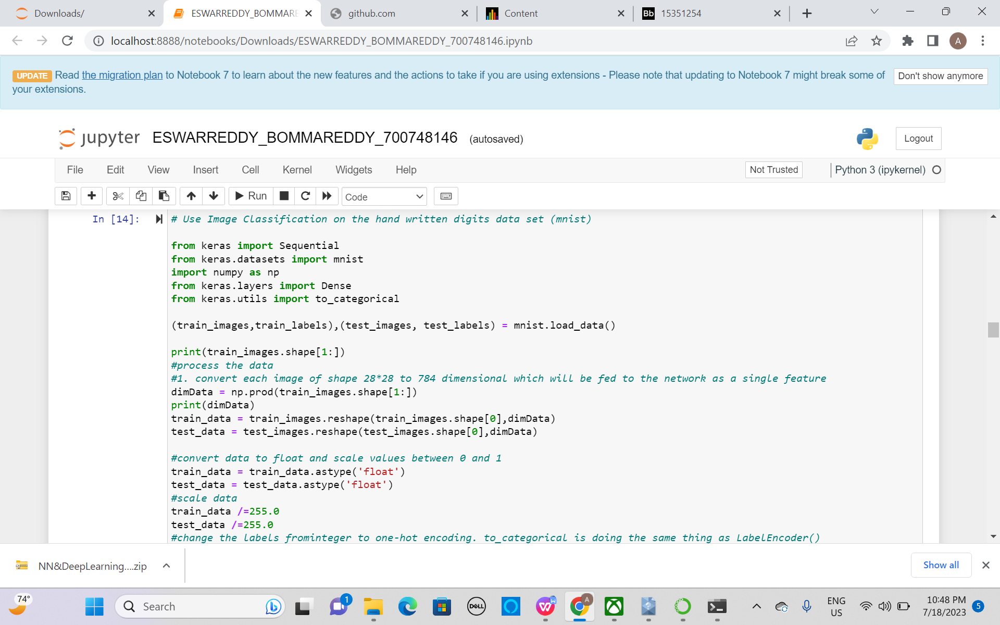 Downloads/
ESWARREDDY_BOMMARE
github.com
Content
Bb 15351254
localhost:8888/notebooks/Downloads/ESWARREDDY_BOMMAREDDY_700748146.ipynb
A
UPDATE Read the migration plan to Notebook 7 to learn about the new features and the actions to take if you are using extensions - Please note that updating to Notebook 7 might break some of
your extensions.
Don't show anymore
jupyter ESWARREDDY_BOMMAREDDY_700748146 (autosaved)
Logout
File Edit View Insert Cell Kernel Widgets Help
Not Trusted
Python 3 (ipykernel)
Run
Code
In [14]:
# Use Image Classification on the hand written digits data set (mnist)
from keras import Sequential
from keras.datasets import mnist
import numpy as np
from keras.layers import Dense
from keras.utils import to_categorical
(train_images,train_labels),(test_images, test_labels) = mnist.load_data()
print(train_images.shape[1:])
#process the data
#1. convert each image of shape 28*28 to 784 dimensional which will be fed to the network as a single feature
dimData = np.prod(train_images.shape[1:])
print(dimData)
train_data = train_images.reshape(train_images.shape[0],dimData)
test_data = test_images.reshape(test_images.shape[0],dimData)
#convert data to float and scale values between 0 and 1
train_data = train_data.astype('float')
test_data = test_data.astype('float')
#scale data
train_data /=255.0
test_data /=255.0
#change the labels frominteger to one-hot encoding. to_categorical is doing the same thing as LabelEncoder()
NN&DeepLearning....zip
Show all
74°
Search
1
DELL
A
ENG
US
10:48 PM
7/18/2023
5